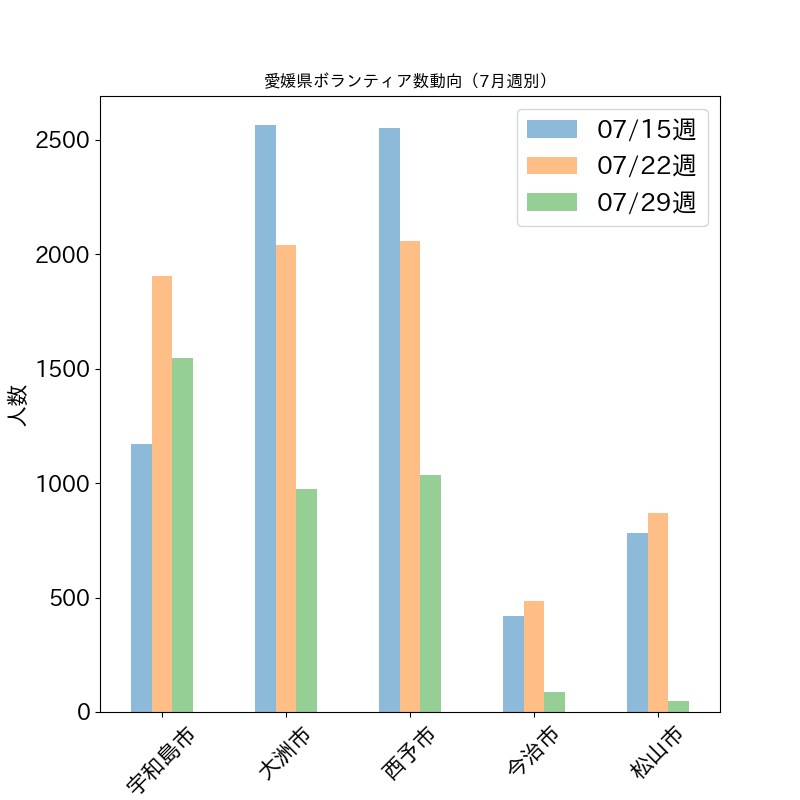 愛媛県ボランティア数動向（7月週別）
07/15週
07/22週
07/29週
人数
2500
2000
1500
1000
500
0
宇和島市
大洲市
西予市
今治市
松山市